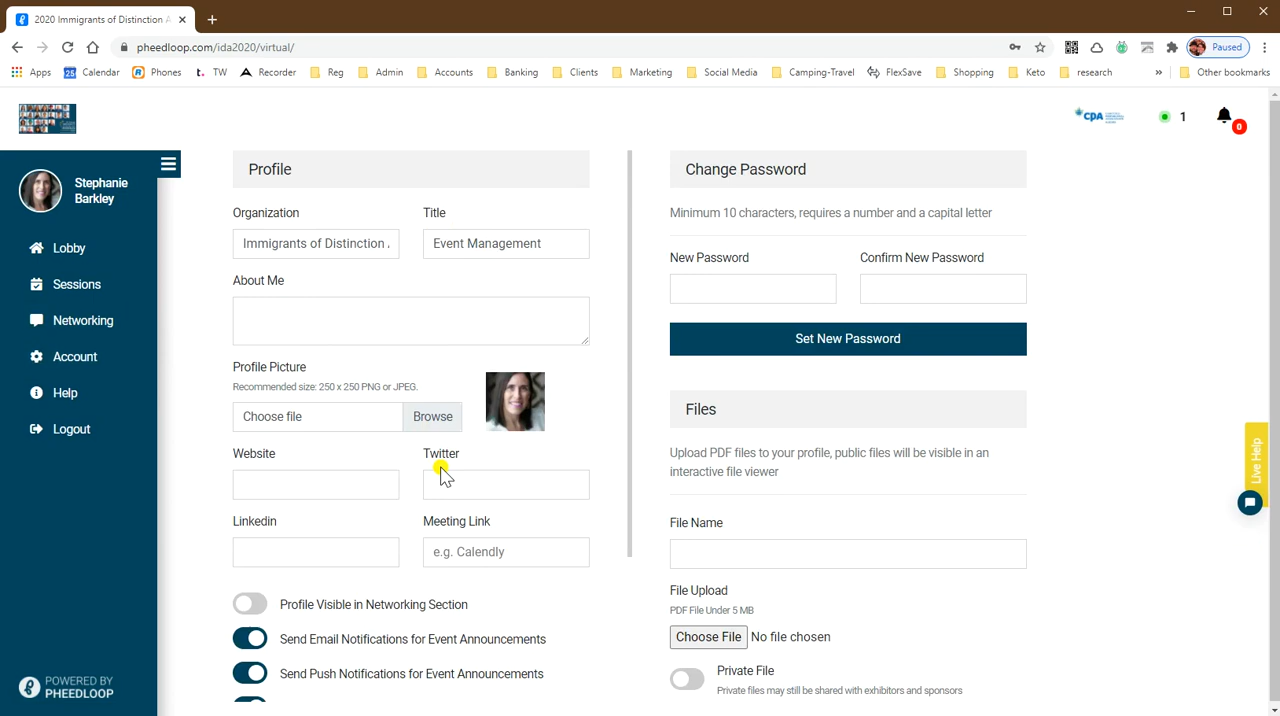 2020 Immigrants of Distinction A
pheedloop.com/ida2020/virtual/
Paused
Apps
Calendar
Phones
TW
Recorder
Reg
Admin
Accounts
Banking
Clients
Marketing
Social Media
Camping-Travel
FlexSave
Shopping
Keto
research
»
Other bookmarks
CPA
1
0
Stephanie
Barkley
Lobby
Sessions
Networking
Account
Help
Logout
POWERED BY
PHEEDLOOP
Profile
Organization
Title
Immigrants of Distinction
Event Management
About Me
Profile Picture
Recommended size: 250 x 250 PNG or JPEG.
Choose file
Browse
Website
Twitter
Linkedin
Meeting Link
e.g. Calendly
Profile Visible in Networking Section
Send Email Notifications for Event Announcements
Send Push Notifications for Event Announcements
Change Password
Minimum 10 characters, requires a number and a capital letter
New Password
Confirm New Password
Set New Password
Files
Upload PDF files to your profile, public files will be visible in an
interactive file viewer
File Name
File Upload
PDF File Under 5 MB
Choose File No file chosen
Private File
Private files may still be shared with exhibitors and sponsors
Live Help